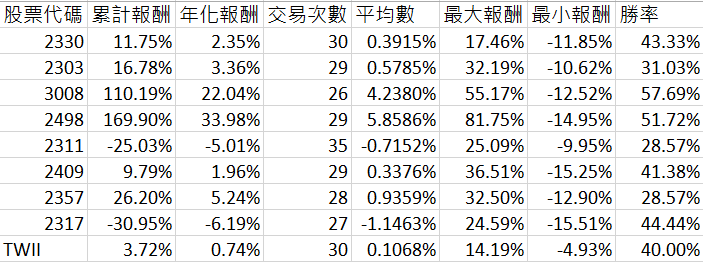 股票代碼 累計報酬 年化報酬 交易次數 平均數 最大報酬 最小報酬 勝率
2330 11.75% 2.35% 30 0.3915% 17.46% -11.85% 43.33%
2303 16.78% 3.36% 29 0.5785% 32.19% -10.62% 31.03%
3008 110.19% 22.04% 26 4.2380% 55.17% -12.52% 57.69%
2498 169.90% 33.98% 29 5.8586% 81.75% -14.95% 51.72%
2311 -25.03% -5.01% 35 -0.7152% 25.09% -9.95% 28.57%
2409 9.79% 1.96% 29 0.3376% 36.51% -15.25% 41.38%
2357 26.20% 5.24% 28 0.9359% 32.50% -12.90% 28.57%
2317 -30.95% -6.19% 27 -1.1463% 24.59% -15.51% 44.44%
TWII 3.72% 0.74% 30 0.1068% 14.19% -4.93% 40.00%